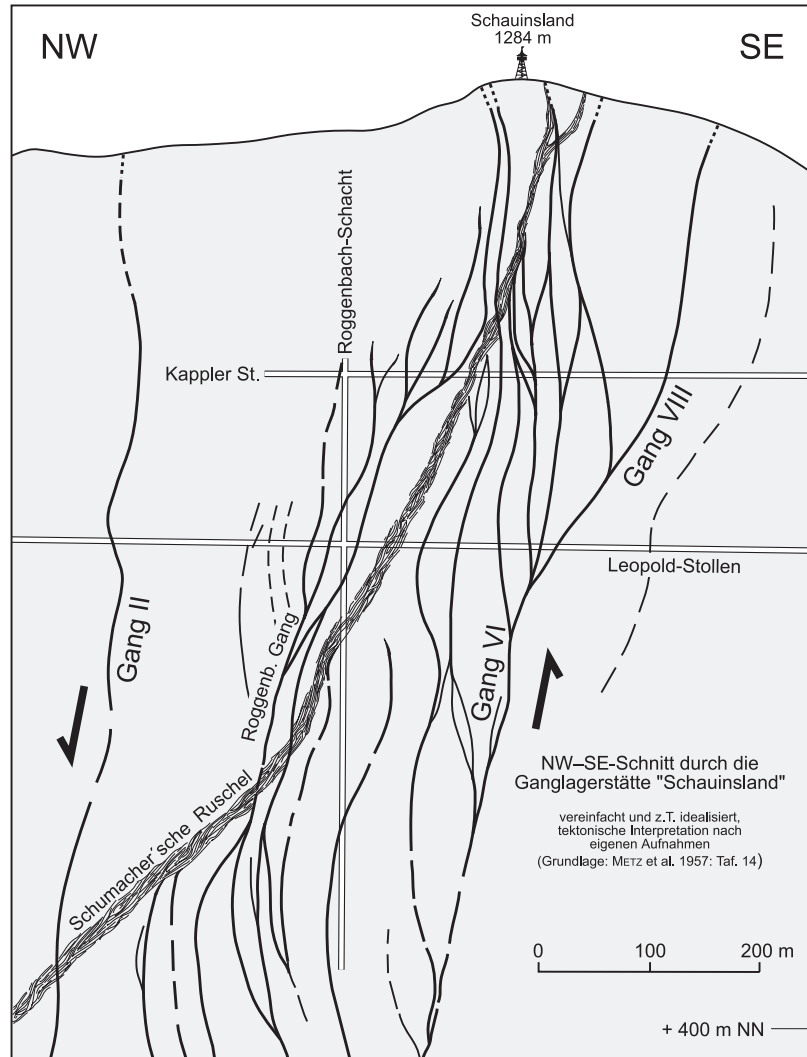 NW
Schauinsland
1284 m
SE
Roggenbach-Schacht
Kappler St.
Gang VIII
Leopold-Stollen
Gang II
Roggenb. Gang
Gang VI
Schumacher'sche Ruschel
NW–SE-Schnitt durch die
Ganglagerstätte "Schauinsland"
vereinfacht und z.T. idealisiert,
tektonische Interpretation nach
eigenen Aufnahmen
(Grundlage: METZ et al. 1957: Taf. 14)
0 100 200 m
+ 400 m NN